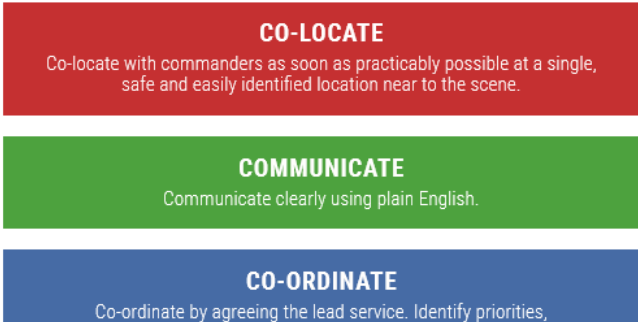 CO-LOCATE
Co-locate with commanders as soon as practicably possible at a single,
safe and easily identified location near to the scene.
COMMUNICATE
Communicate clearly using plain English.
CO-ORDINATE
Co-ordinate by agreeing the lead service. Identify priorities,